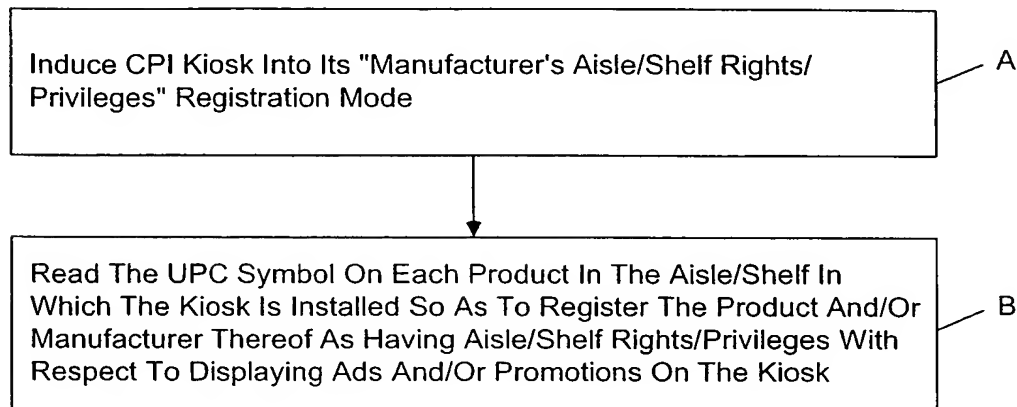 Induce CPI Kiosk Into Its "Manufacturer's Aisle/Shelf Rights/
Privileges" Registration Mode
A
Read The UPC Symbol On Each Product In The Aisle/Shelf In
Which The Kiosk Is Installed So As To Register The Product And/Or
Manufacturer Thereof As Having Aisle/Shelf Rights/Privileges With
Respect To Displaying Ads And/Or Promotions On The Kiosk
B